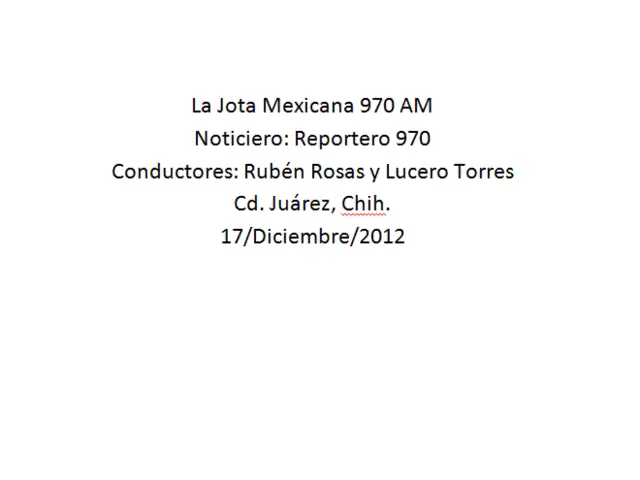 La Jota Mexicana 970 AM
Noticiero: Reportero 970
Conductores: Rubén Rosas y Lucero Torres
Cd. Juárez, Chih.
17/Diciembre/2012